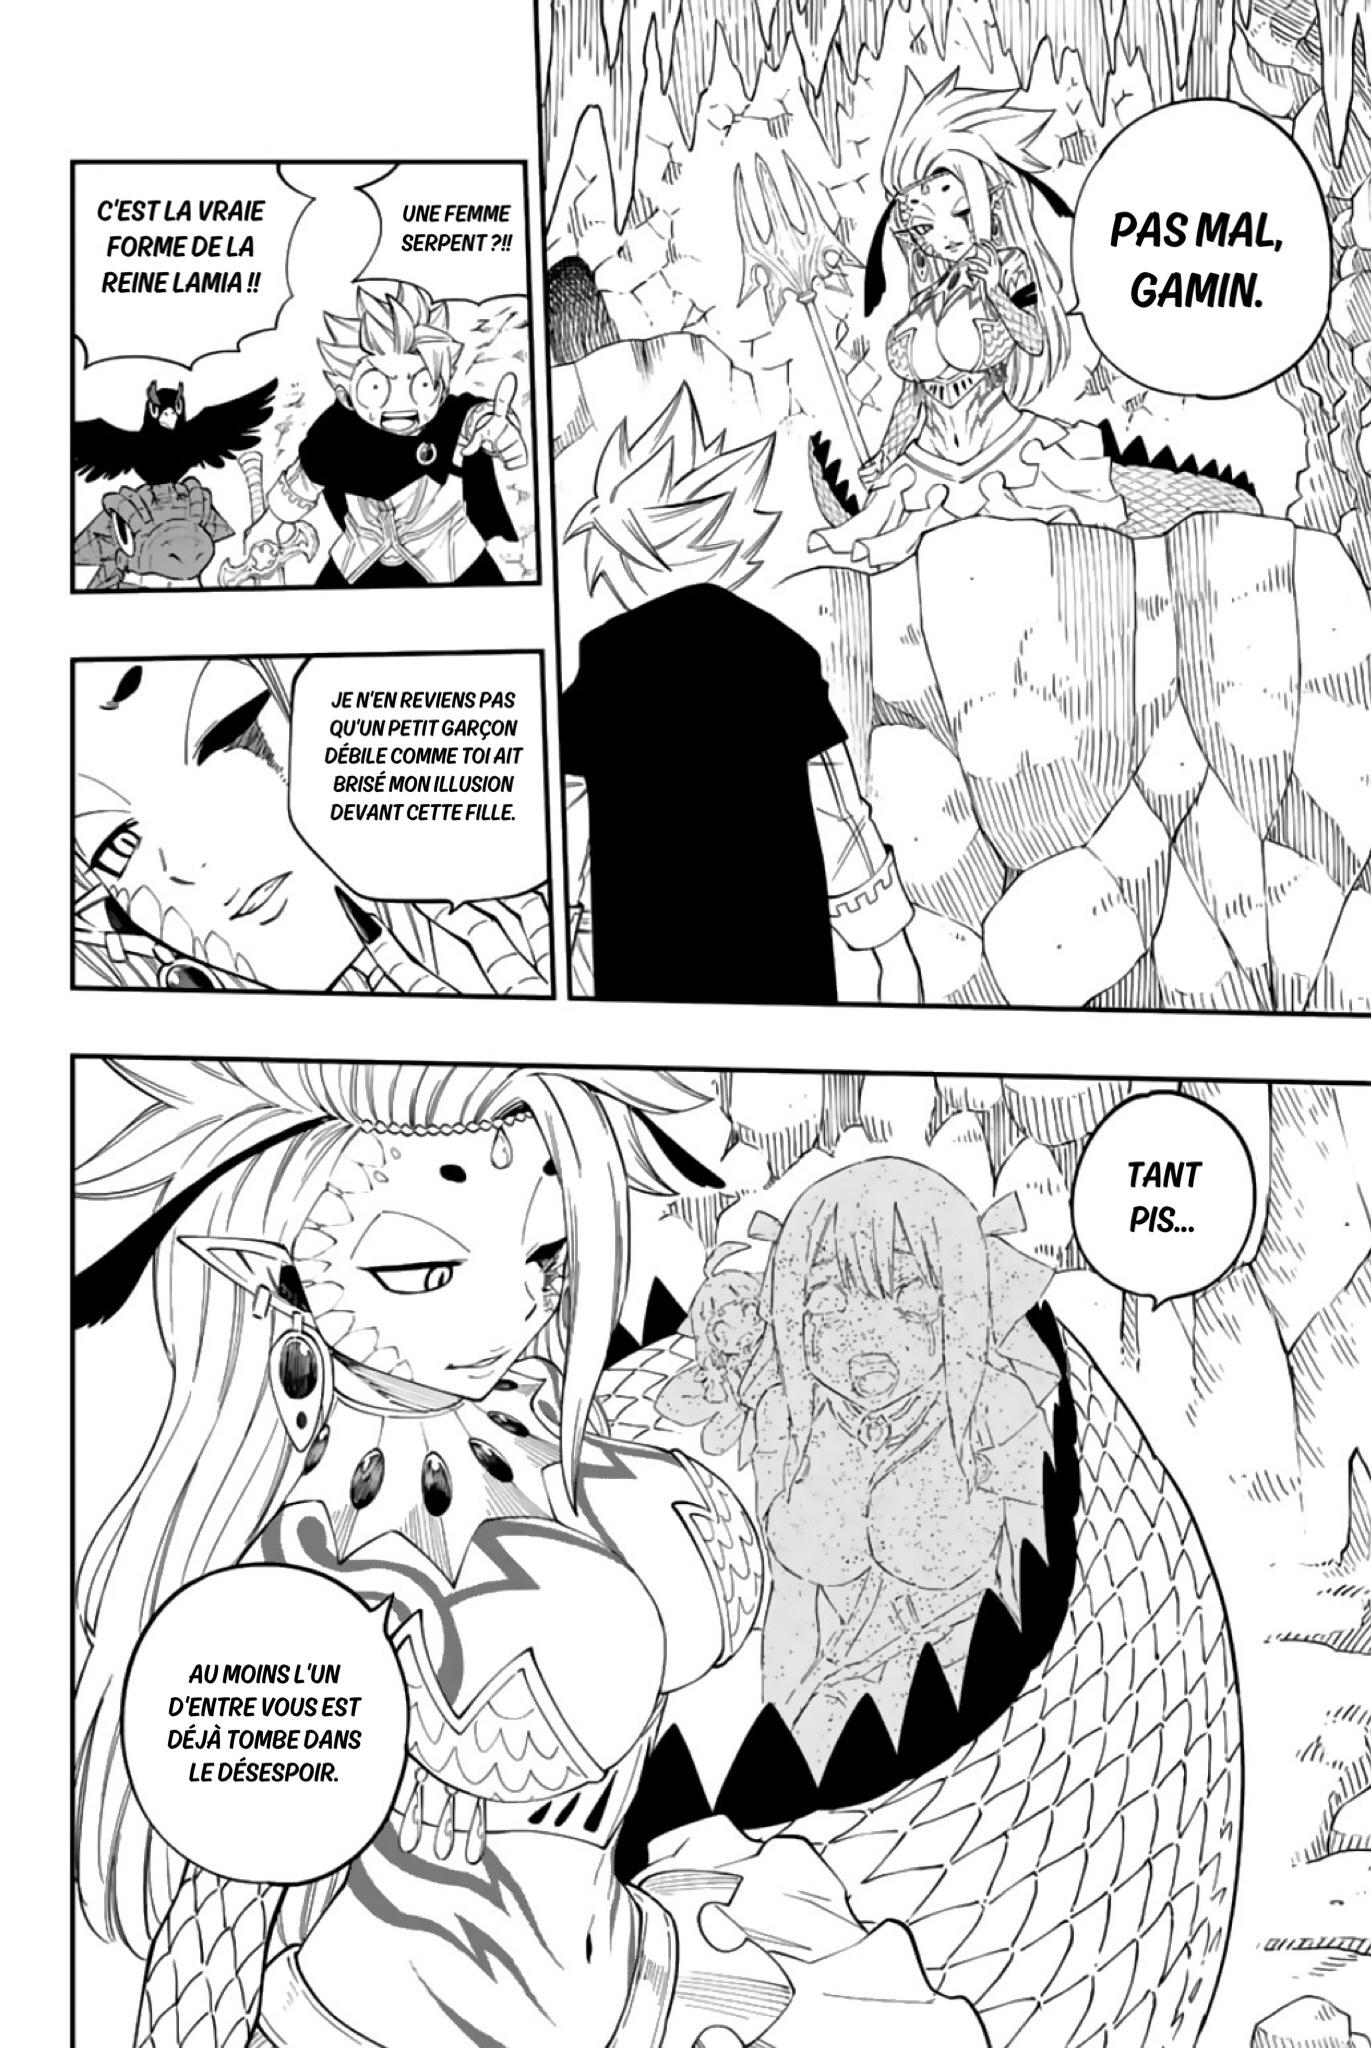 PAS MAL,
GAMIN.
UNE FEMME
SERPENT ?!!
C'EST LA VRAIE
FORME DE LA
REINE LAMIA !!
JE N'EN REVIENS PAS
QU'UN PETIT GARÇON
DÉBILE COMME TOI AIT
BRISÉ MON ILLUSION
DEVANT CETTE FILLE.
TANT
PIS...
AU MOINS L'UN
D'ENTRE VOUS EST
DÉJÀ TOMBE DANS
LE DÉSESPOIR.